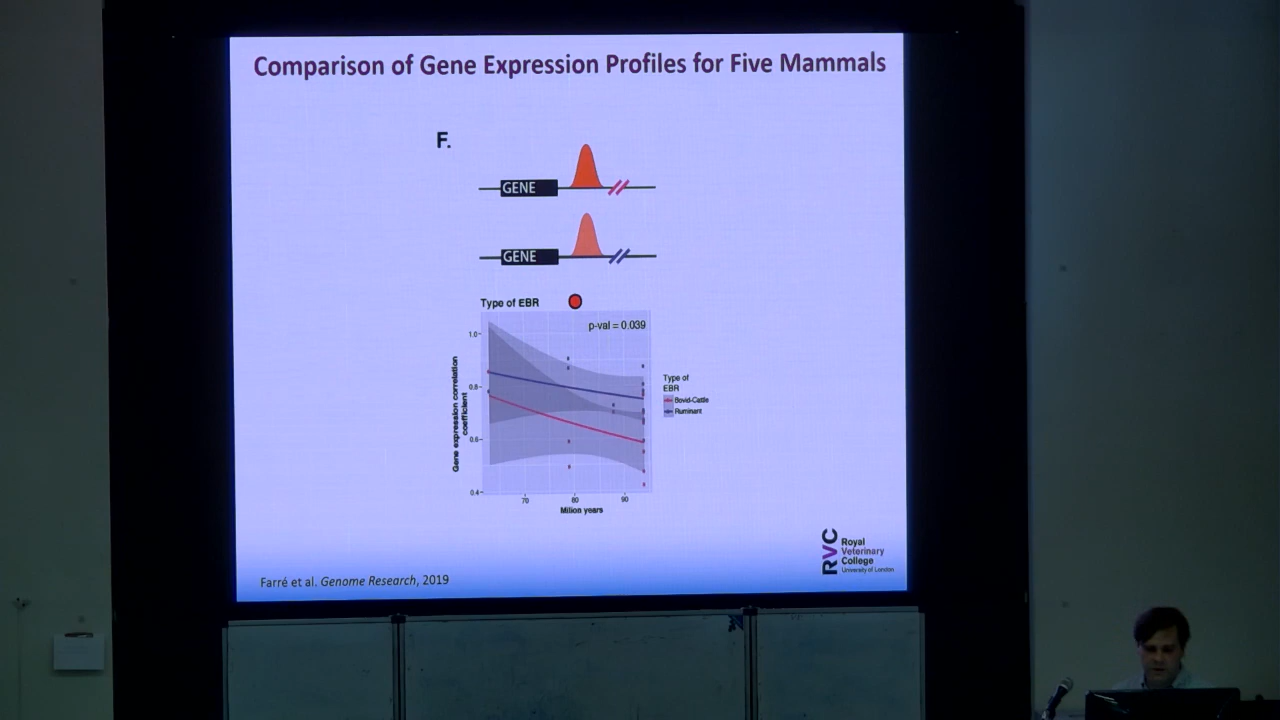 Comparison of Gene Expression Profiles for Five Mammals
F.
GENE
GENE
Type of EBR
p-val = 0.039
1.0
0.8
0.6
0.4
Gene expression correlation
coefficient
70
80
90
Milion years
Type of
EBR
Bovid-Cattle
Ruminant
RVC
Royal
Veterinary
College
University of London
Farré et al. Genome Research, 2019